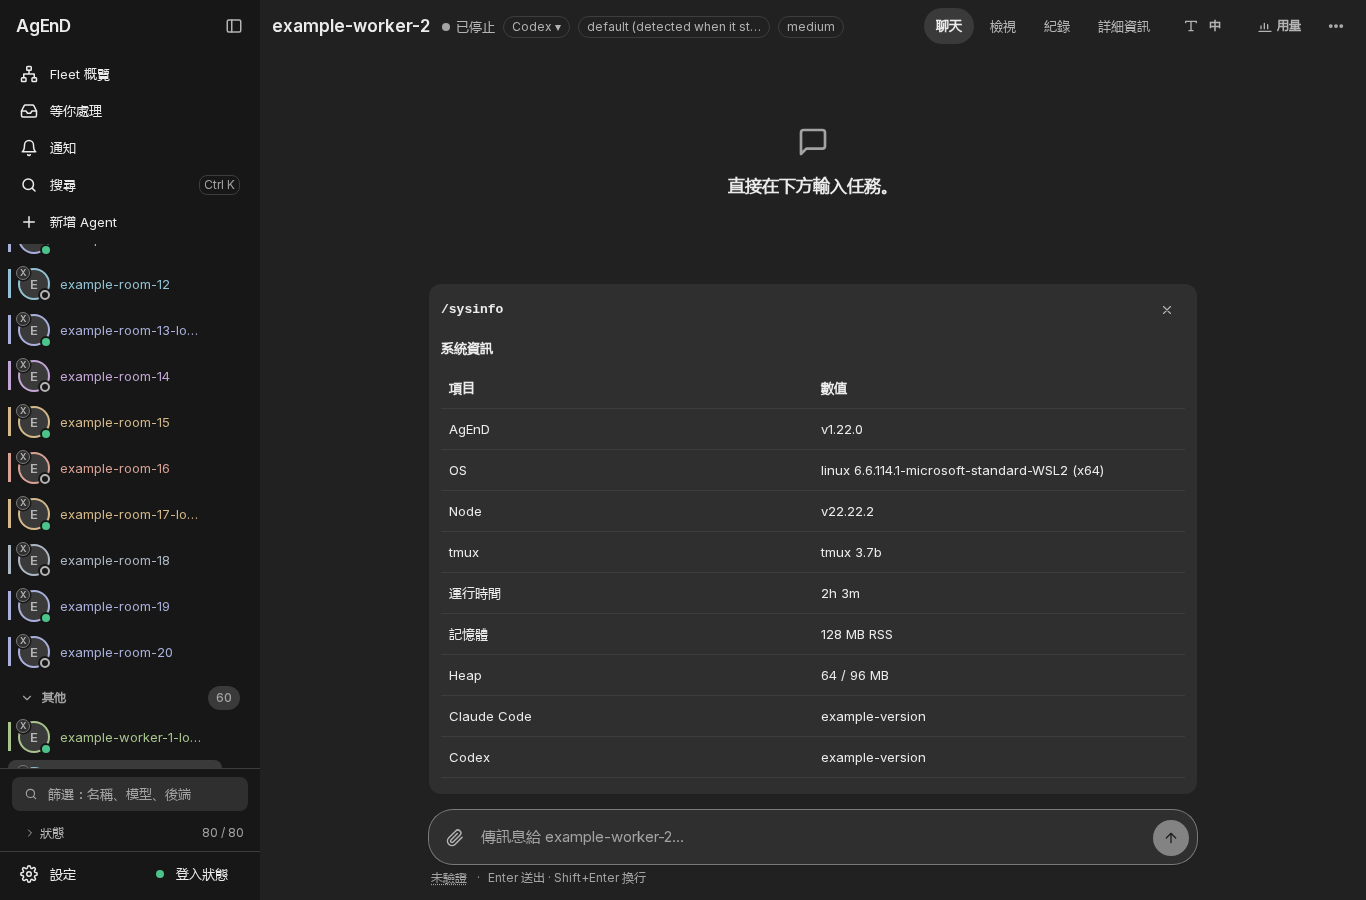 AgEnD
Fleet 概覽
等你處理
通知
搜尋 Ctrl K
新增 Agent
X E example-room-12
X E example-room-13-lo...
X E example-room-14
X E example-room-15
X E example-room-16
X E example-room-17-lo...
X E example-room-18
X E example-room-19
X E example-room-20
其他 60
X E example-worker-1-lo...
篩選：名稱、模型、後端
狀態 80 / 80
設定 登入狀態
example-worker-2 已停止 Codex ▾ default (detected when it st... medium 聊天 檢視 紀錄 詳細資訊 T 中 用量 •••
直接在下方輸入任務。
/sysinfo ×
系統資訊
項目 數值
AgEnD v1.22.0
OS linux 6.6.114.1-microsoft-standard-WSL2 (x64)
Node v22.22.2
tmux tmux 3.7b
運行時間 2h 3m
記憶體 128 MB RSS
Heap 64 / 96 MB
Claude Code example-version
Codex example-version
傳訊息給 example-worker-2...
未驗證 · Enter 送出 · Shift+Enter 換行